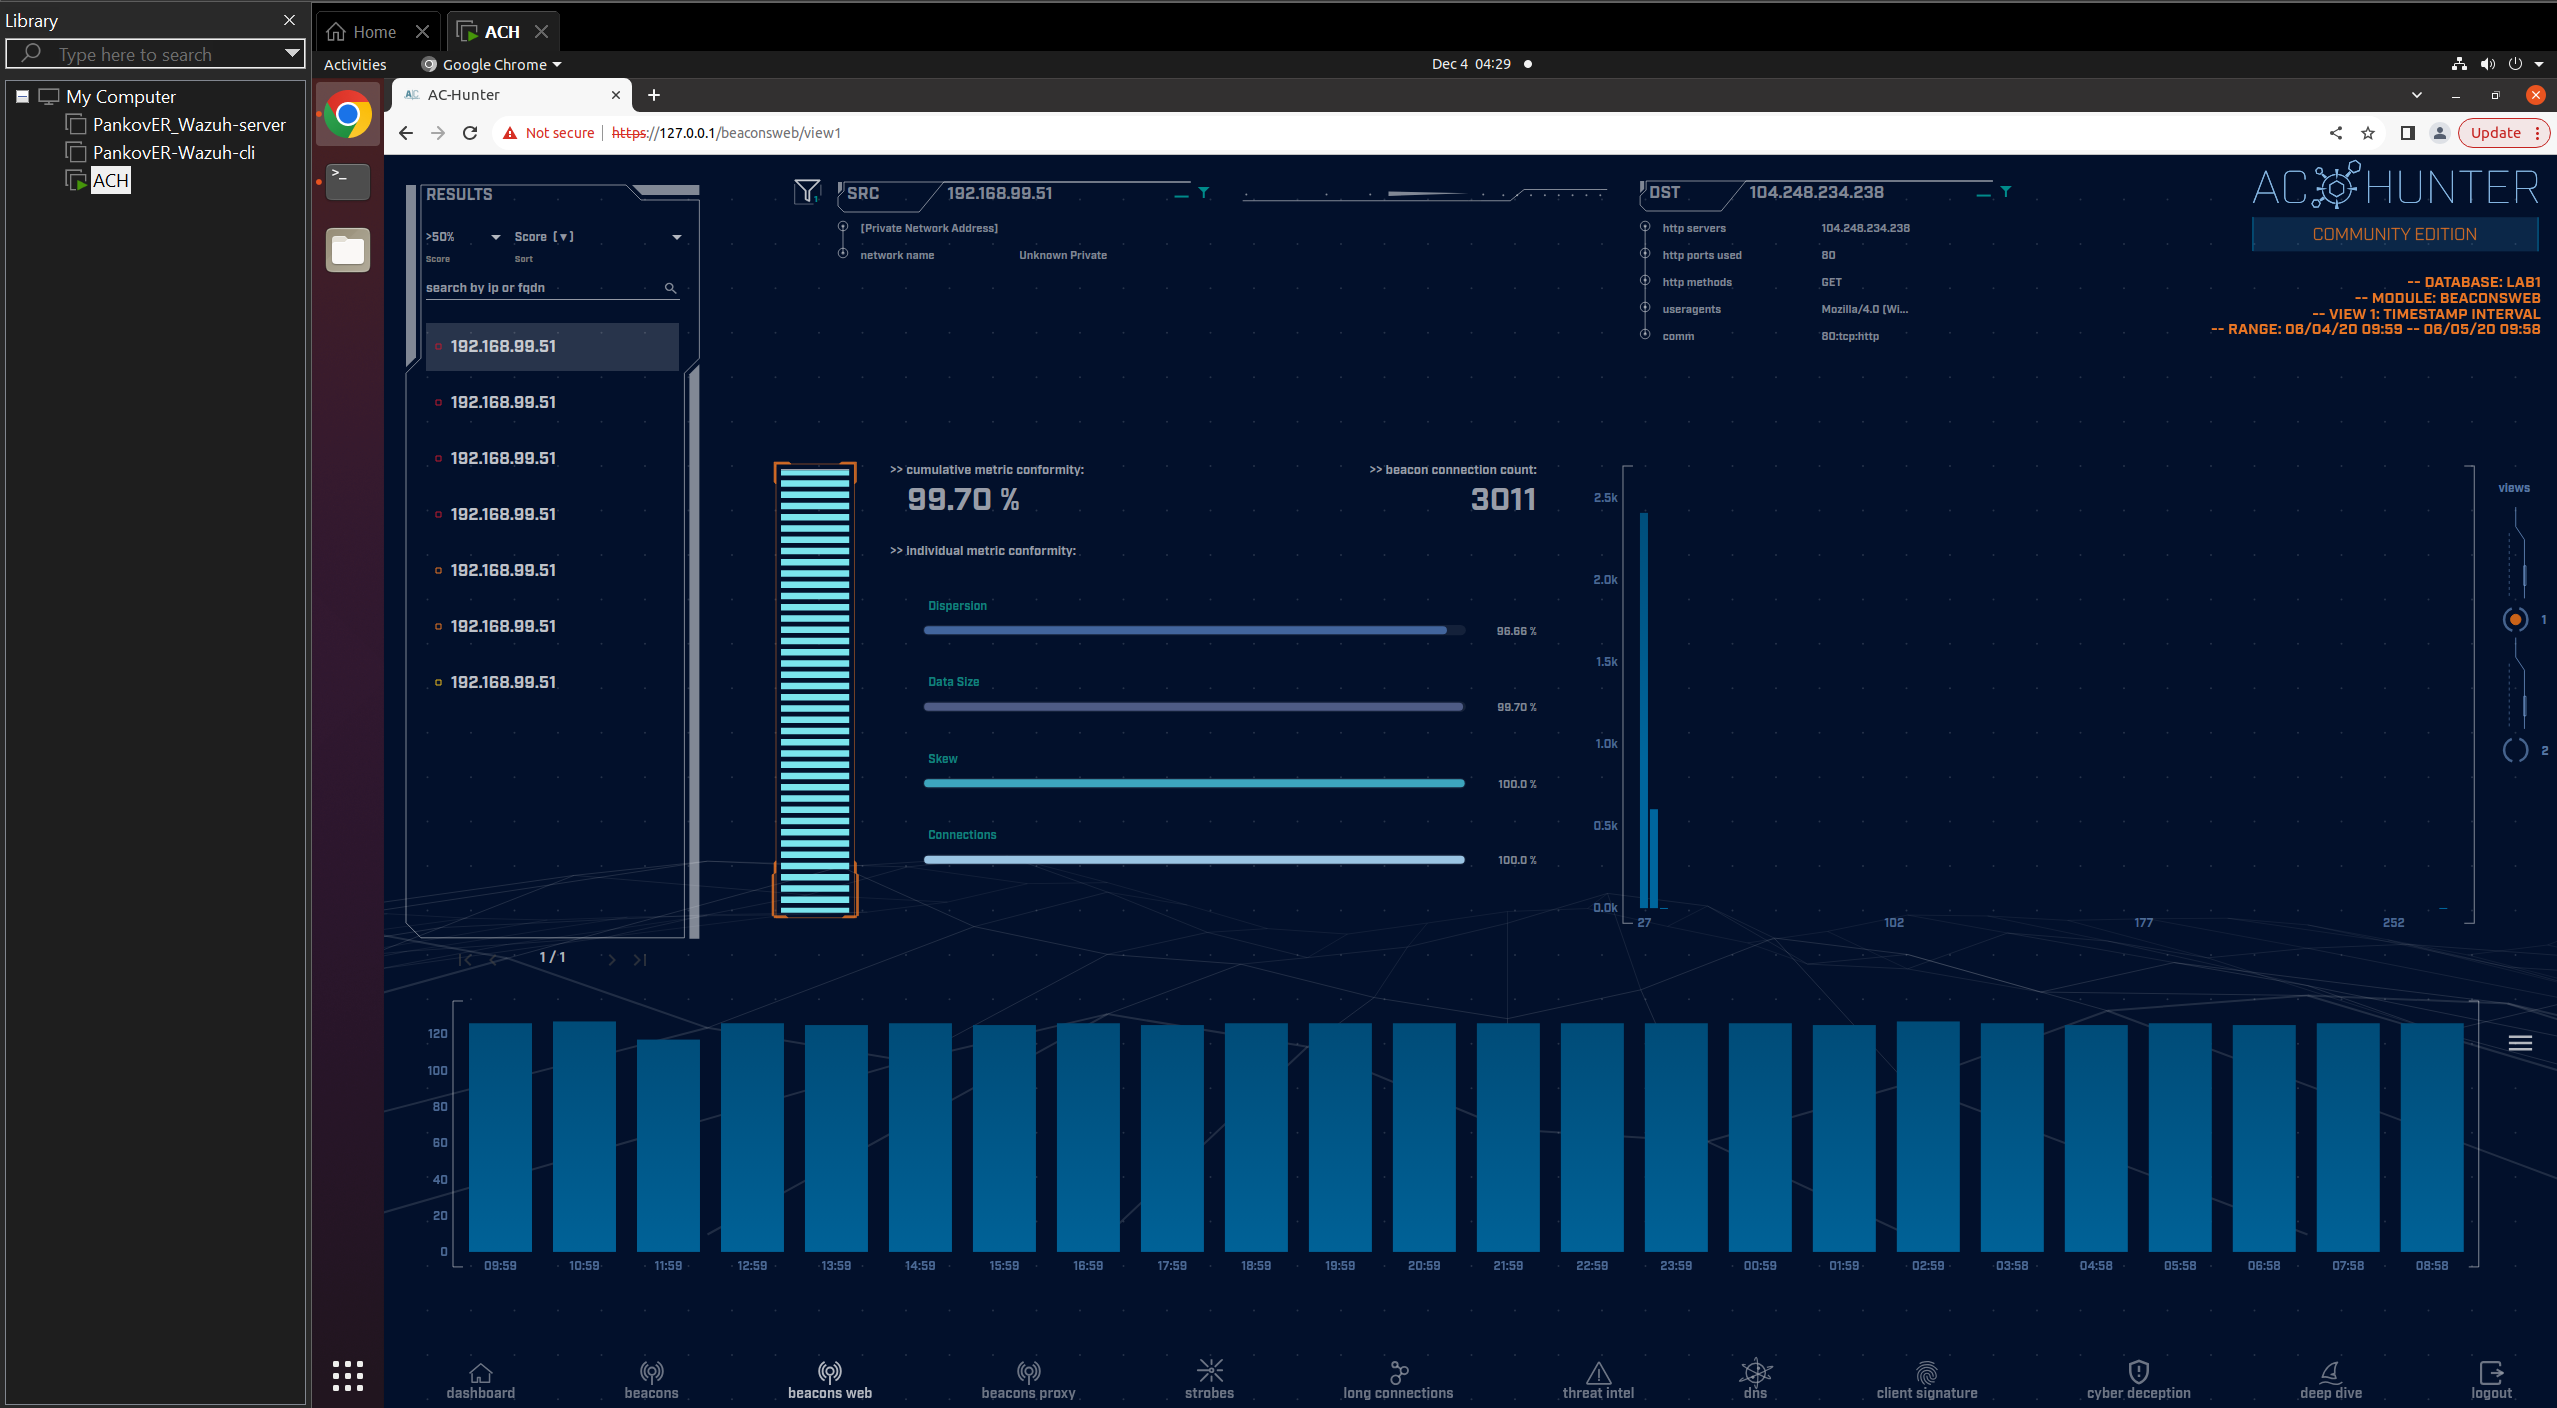 Library
Type here to search
My Computer
PankovER_Wazuh-server
PankovER-Wazuh-cli
ACH
Home
ACH
Activities
Google Chrome
Dec 4 04:29
AC-Hunter
Not secure
https://127.0.0.1/beaconsweb/view1
Update
RESULTS
>50%
Score [▼]
Score
Sort
search by ip or fqdn
192.168.99.51
192.168.99.51
192.168.99.51
192.168.99.51
192.168.99.51
192.168.99.51
192.168.99.51
1 / 1
SRC
192.168.99.51
[Private Network Address]
network name
Unknown Private
DST
104.248.234.238
http servers
104.248.234.238
http ports used
80
http methods
GET
useragents
Mozilla/4.0 (Wi...
comm
80:tcp:http
AC HUNTER
COMMUNITY EDITION
-- DATABASE: LAB1
-- MODULE: BEACONSWEB
-- VIEW 1: TIMESTAMP INTERVAL
-- RANGE: 06/04/20 09:59 -- 06/05/20 09:58
>> cumulative metric conformity:
99.70 %
>> beacon connection count:
3011
>> individual metric conformity:
Dispersion
96.66 %
Data Size
99.70 %
Skew
100.0 %
Connections
100.0 %
2.5k
2.0k
1.5k
1.0k
0.5k
0.0k
27
102
177
252
views
1
2
120
100
80
60
40
20
0
09:59
10:59
11:59
12:59
13:59
14:59
15:59
16:59
17:59
18:59
19:59
20:59
21:59
22:59
23:59
00:59
01:59
02:59
03:58
04:58
05:58
06:58
07:58
08:58
dashboard
beacons
beacons web
beacons proxy
strobes
long connections
threat intel
dns
client signature
cyber deception
deep dive
logout